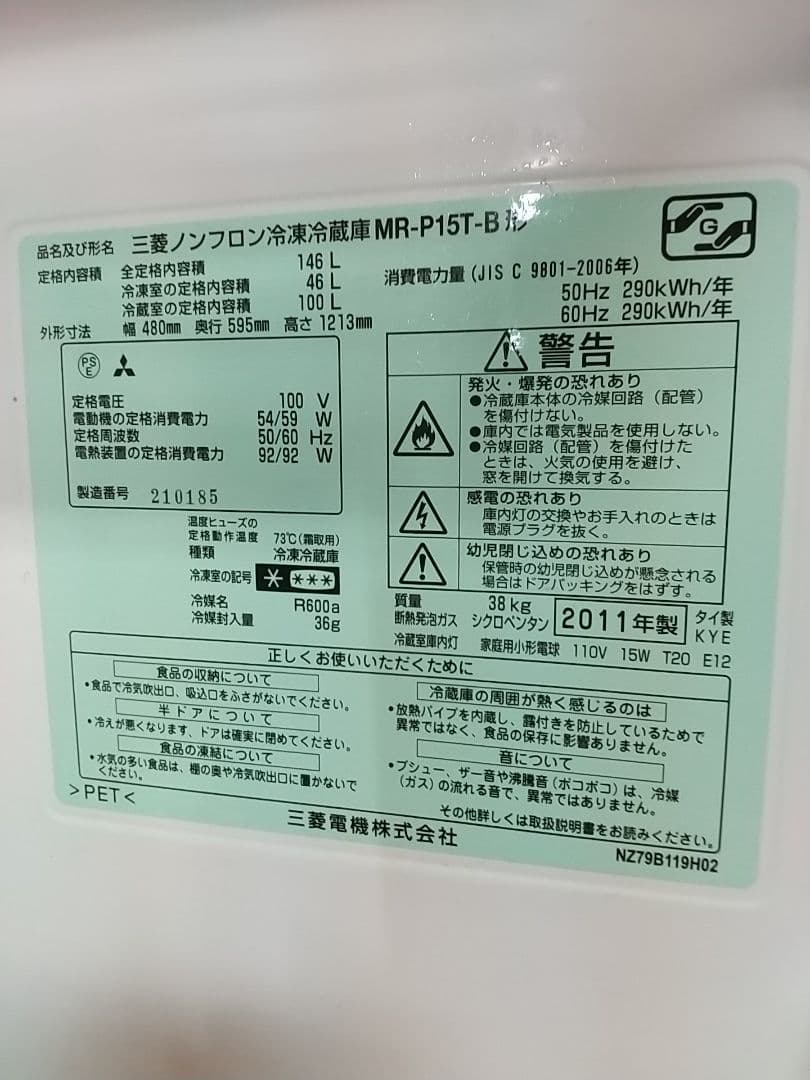 品名及び形名 三菱ノンフロン冷凍冷蔵庫 MR-P15T-B 形
G
定格内容積 全定格内容積 146 L
冷凍室の定格内容積 46 L
冷蔵室の定格内容積 100 L
外形寸法 幅 480mm 奥行 595mm 高さ 1213mm
消費電力量 (JIS C 9801-2006年)
50Hz 290kWh/年
60Hz 290kWh/年
PSE
定格電圧 100 V
電動機の定格消費電力 54/59 W
定格周波数 50/60 Hz
電熱装置の定格消費電力 92/92 W
製造番号 210185
温度ヒューズの
定格動作温度 73℃(霜取用)
種類 冷凍冷蔵庫
冷凍室の記号 * ***
冷媒名 R600a
冷媒封入量 36g
警告
発火・爆発の恐れあり
●冷蔵庫本体の冷媒回路（配管）
を傷付けない。
●庫内では電気製品を使用しない。
●冷媒回路（配管）を傷付けた
ときは、火気の使用を避け、
窓を開けて換気する。
感電の恐れあり
庫内灯の交換やお手入れのときは
電源プラグを抜く。
幼児閉じ込めの恐れあり
保管時の幼児閉じ込めが懸念される
場合はドアパッキングをはずす。
質量 38 kg
断熱発泡ガス シクロペンタン
2011年製
タイ製
KYE
冷蔵室庫内灯 家庭用小形電球 110V 15W T20 E12
正しくお使いいただくために
食品の収納について
・食品で冷気吹出口、吸込口をふさがないでください。
半ドアについて
・冷えが悪くなります、ドアは確実に閉めてください。
食品の凍結について
・水気の多い食品は、棚の奥や冷気吹出口に置かないで
ください。
冷蔵庫の周囲が熱く感じるのは
・放熱パイプを内蔵し、露付きを防止しているためで
異常ではなく、食品の保存に影響ありません。
音について
・プシュー、ザー音や沸騰音（ポコポコ）は、冷媒
（ガス）の流れる音で、異常ではありません。
その他詳しくは取扱説明書をお読みください。
>PET<
三菱電機株式会社
NZ79B119H02